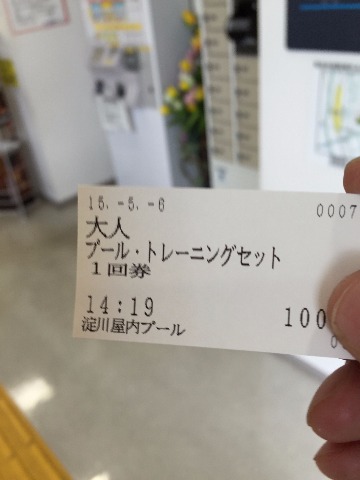 15. -5. -6 0007
大人
プール・トレーニングセット
1回券
14:19 100
淀川屋内プール